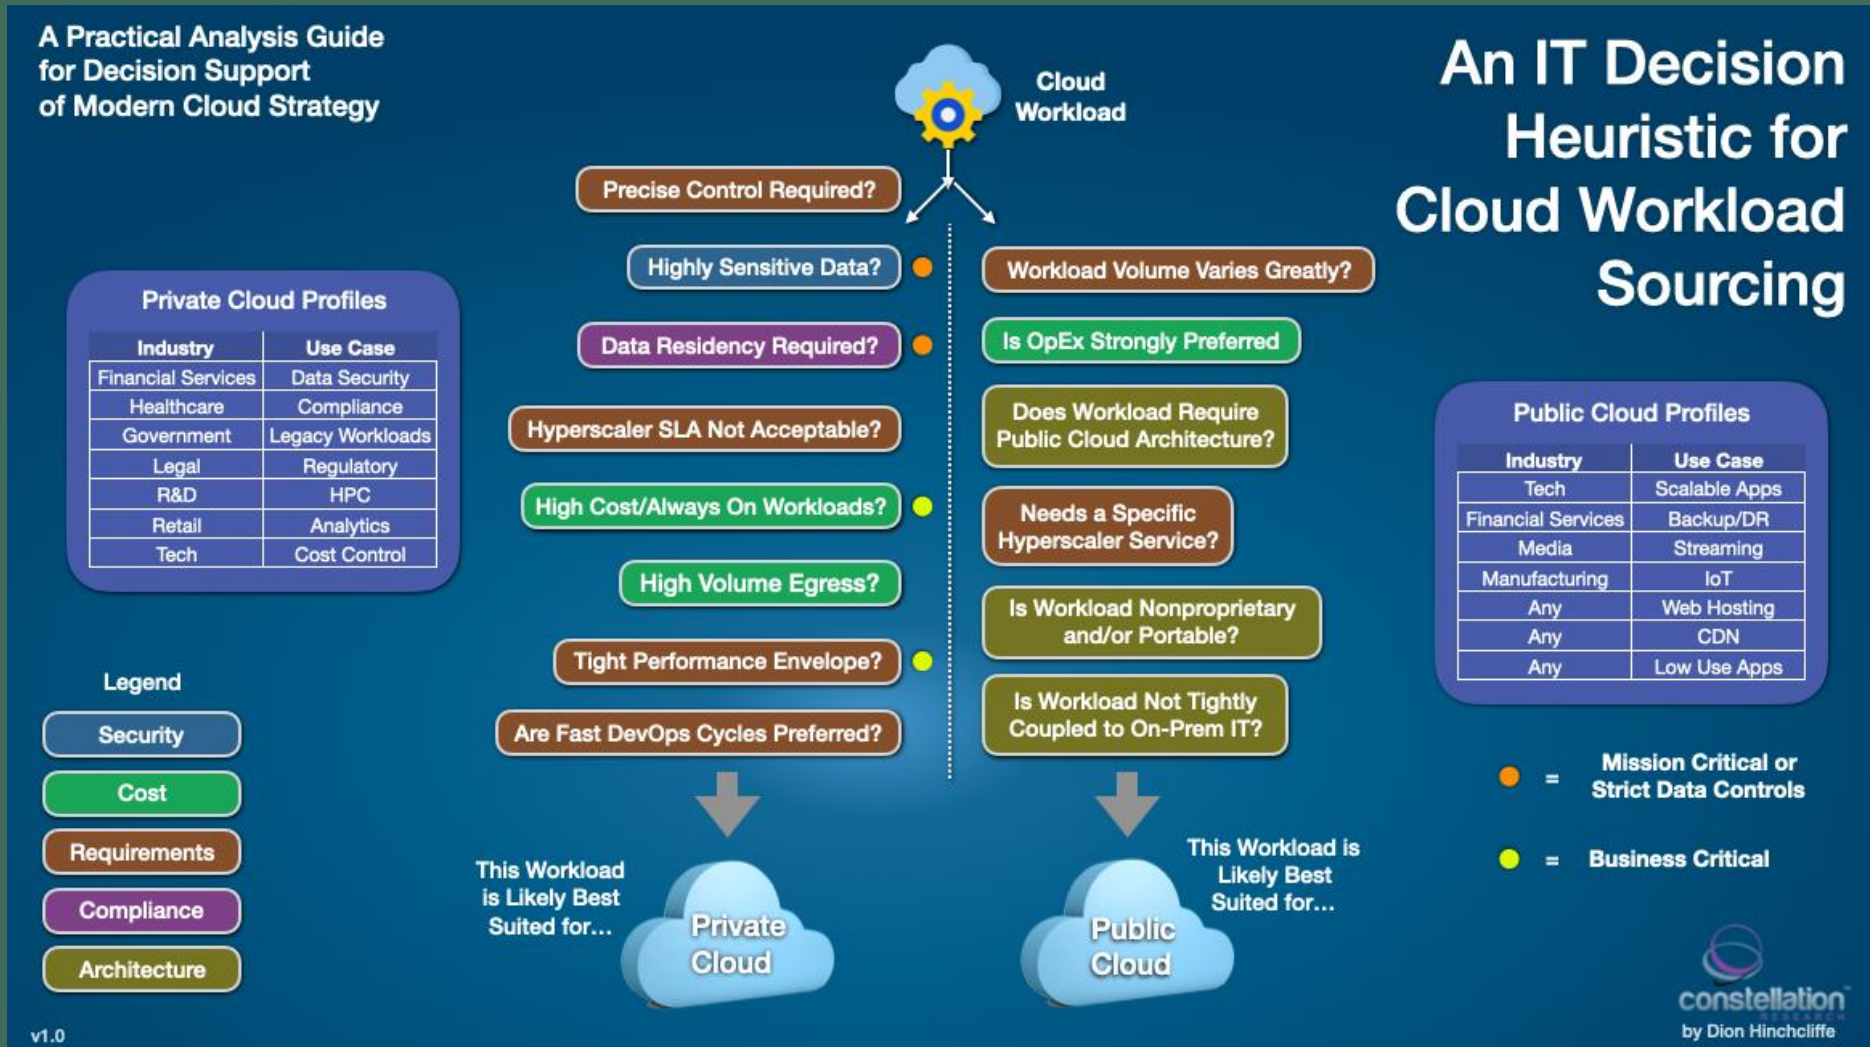 A Practical Analysis Guide
for Decision Support
of Modern Cloud Strategy
An IT Decision
Heuristic for
Cloud Workload
Sourcing
Cloud
Workload
Precise Control Required?
Highly Sensitive Data?
Data Residency Required?
Hyperscaler SLA Not Acceptable?
High Cost/Always On Workloads?
High Volume Egress?
Tight Performance Envelope?
Are Fast DevOps Cycles Preferred?
Workload Volume Varies Greatly?
Is OpEx Strongly Preferred
Does Workload Require
Public Cloud Architecture?
Needs a Specific
Hyperscaler Service?
Is Workload Nonproprietary
and/or Portable?
Is Workload Not Tightly
Coupled to On-Prem IT?
Private Cloud Profiles
Industry Use Case
Financial Services Data Security
Healthcare Compliance
Government Legacy Workloads
Legal Regulatory
R&D HPC
Retail Analytics
Tech Cost Control
Public Cloud Profiles
Industry Use Case
Tech Scalable Apps
Financial Services Backup/DR
Media Streaming
Manufacturing IoT
Any Web Hosting
Any CDN
Any Low Use Apps
Legend
Security
Cost
Requirements
Compliance
Architecture
= Mission Critical or
Strict Data Controls
= Business Critical
This Workload
is Likely Best
Suited for...
Private
Cloud
This Workload is
Likely Best
Suited for...
Public
Cloud
v1.0
constellation
RESEARCH
by Dion Hinchcliffe